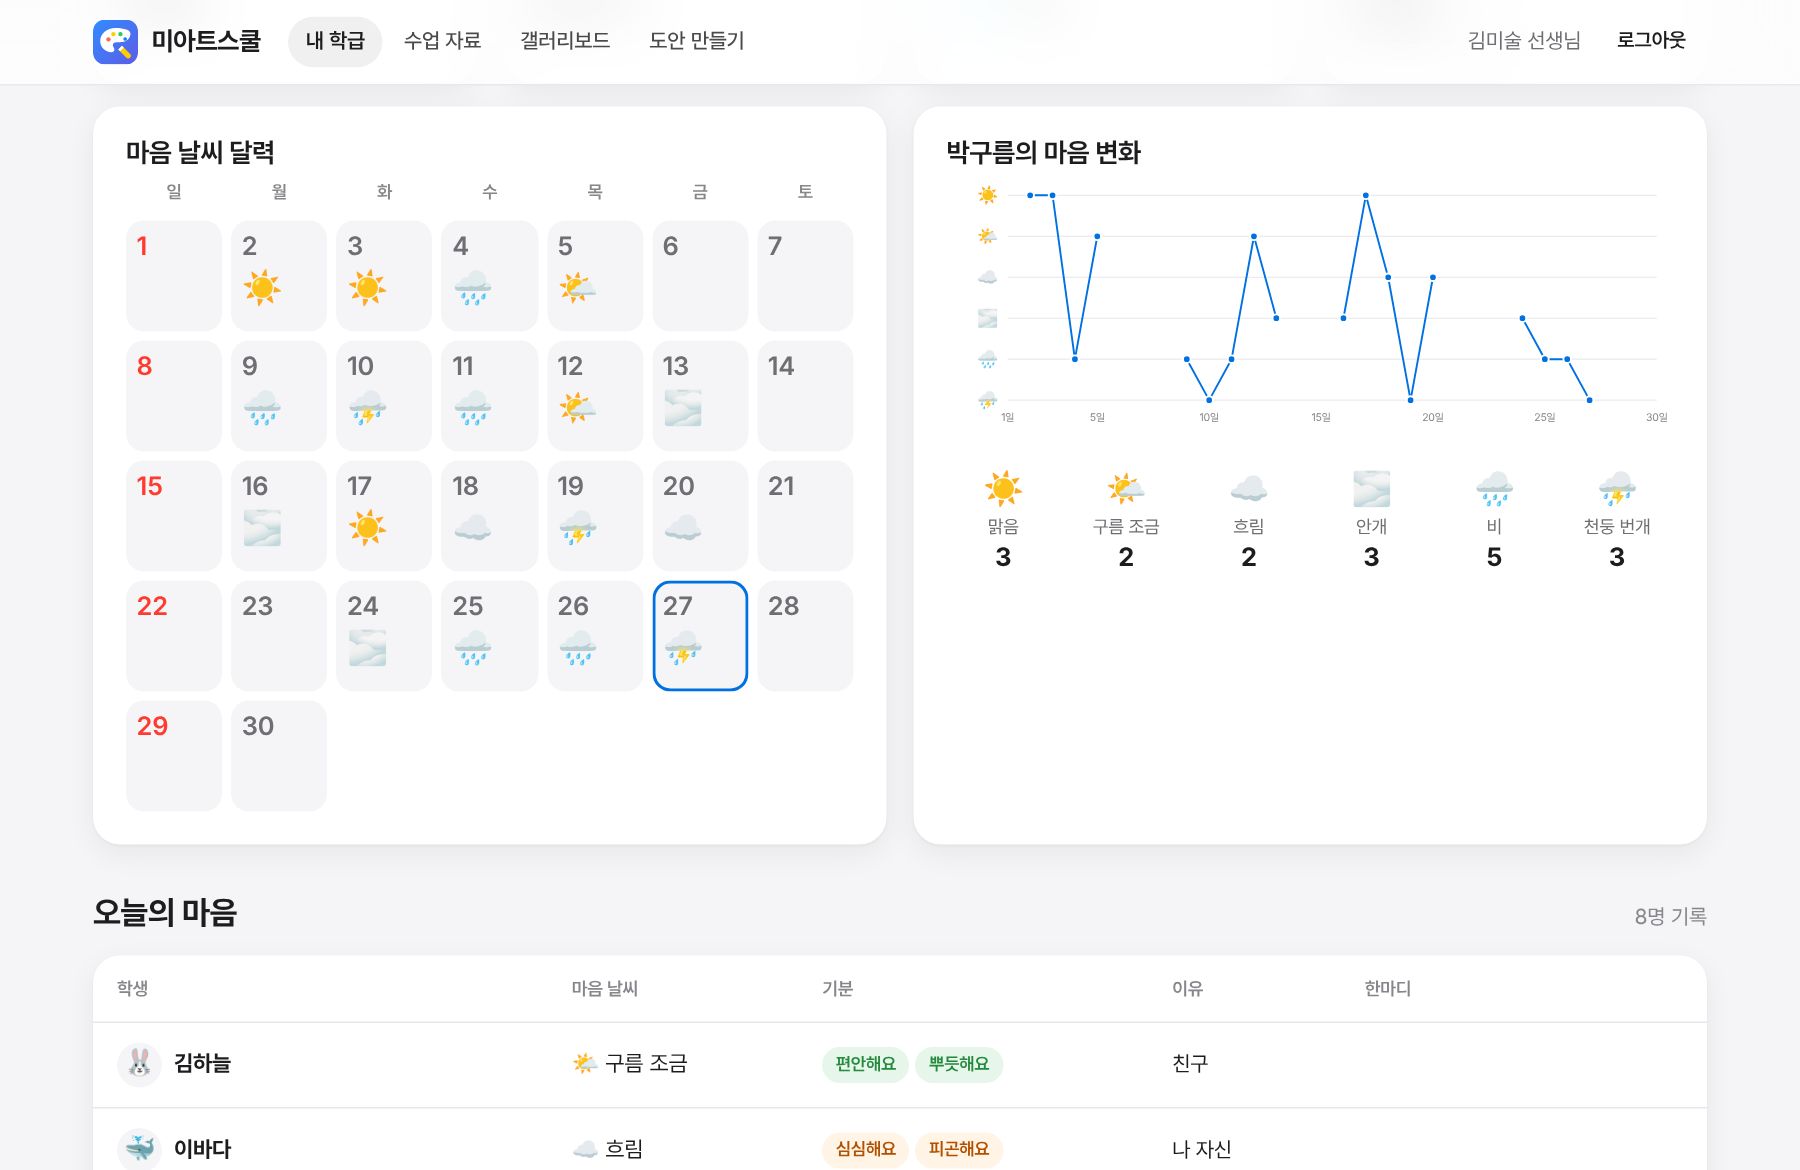 미아트스쿨 내 학급 수업 자료 갤러리보드 도안 만들기 김미술 선생님 로그아웃
마음 날씨 달력
일 월 화 수 목 금 토
1 2 3 4 5 6 7
8 9 10 11 12 13 14
15 16 17 18 19 20 21
22 23 24 25 26 27 28
29 30
박구름의 마음 변화
1일 5일 10일 15일 20일 25일 30일
맑음 구름 조금 흐림 안개 비 천둥 번개
3 2 2 3 5 3
오늘의 마음 8명 기록
학생 마음 날씨 기분 이유 한마디
김하늘 구름 조금 편안해요 뿌듯해요 친구
이바다 흐림 심심해요 피곤해요 나 자신